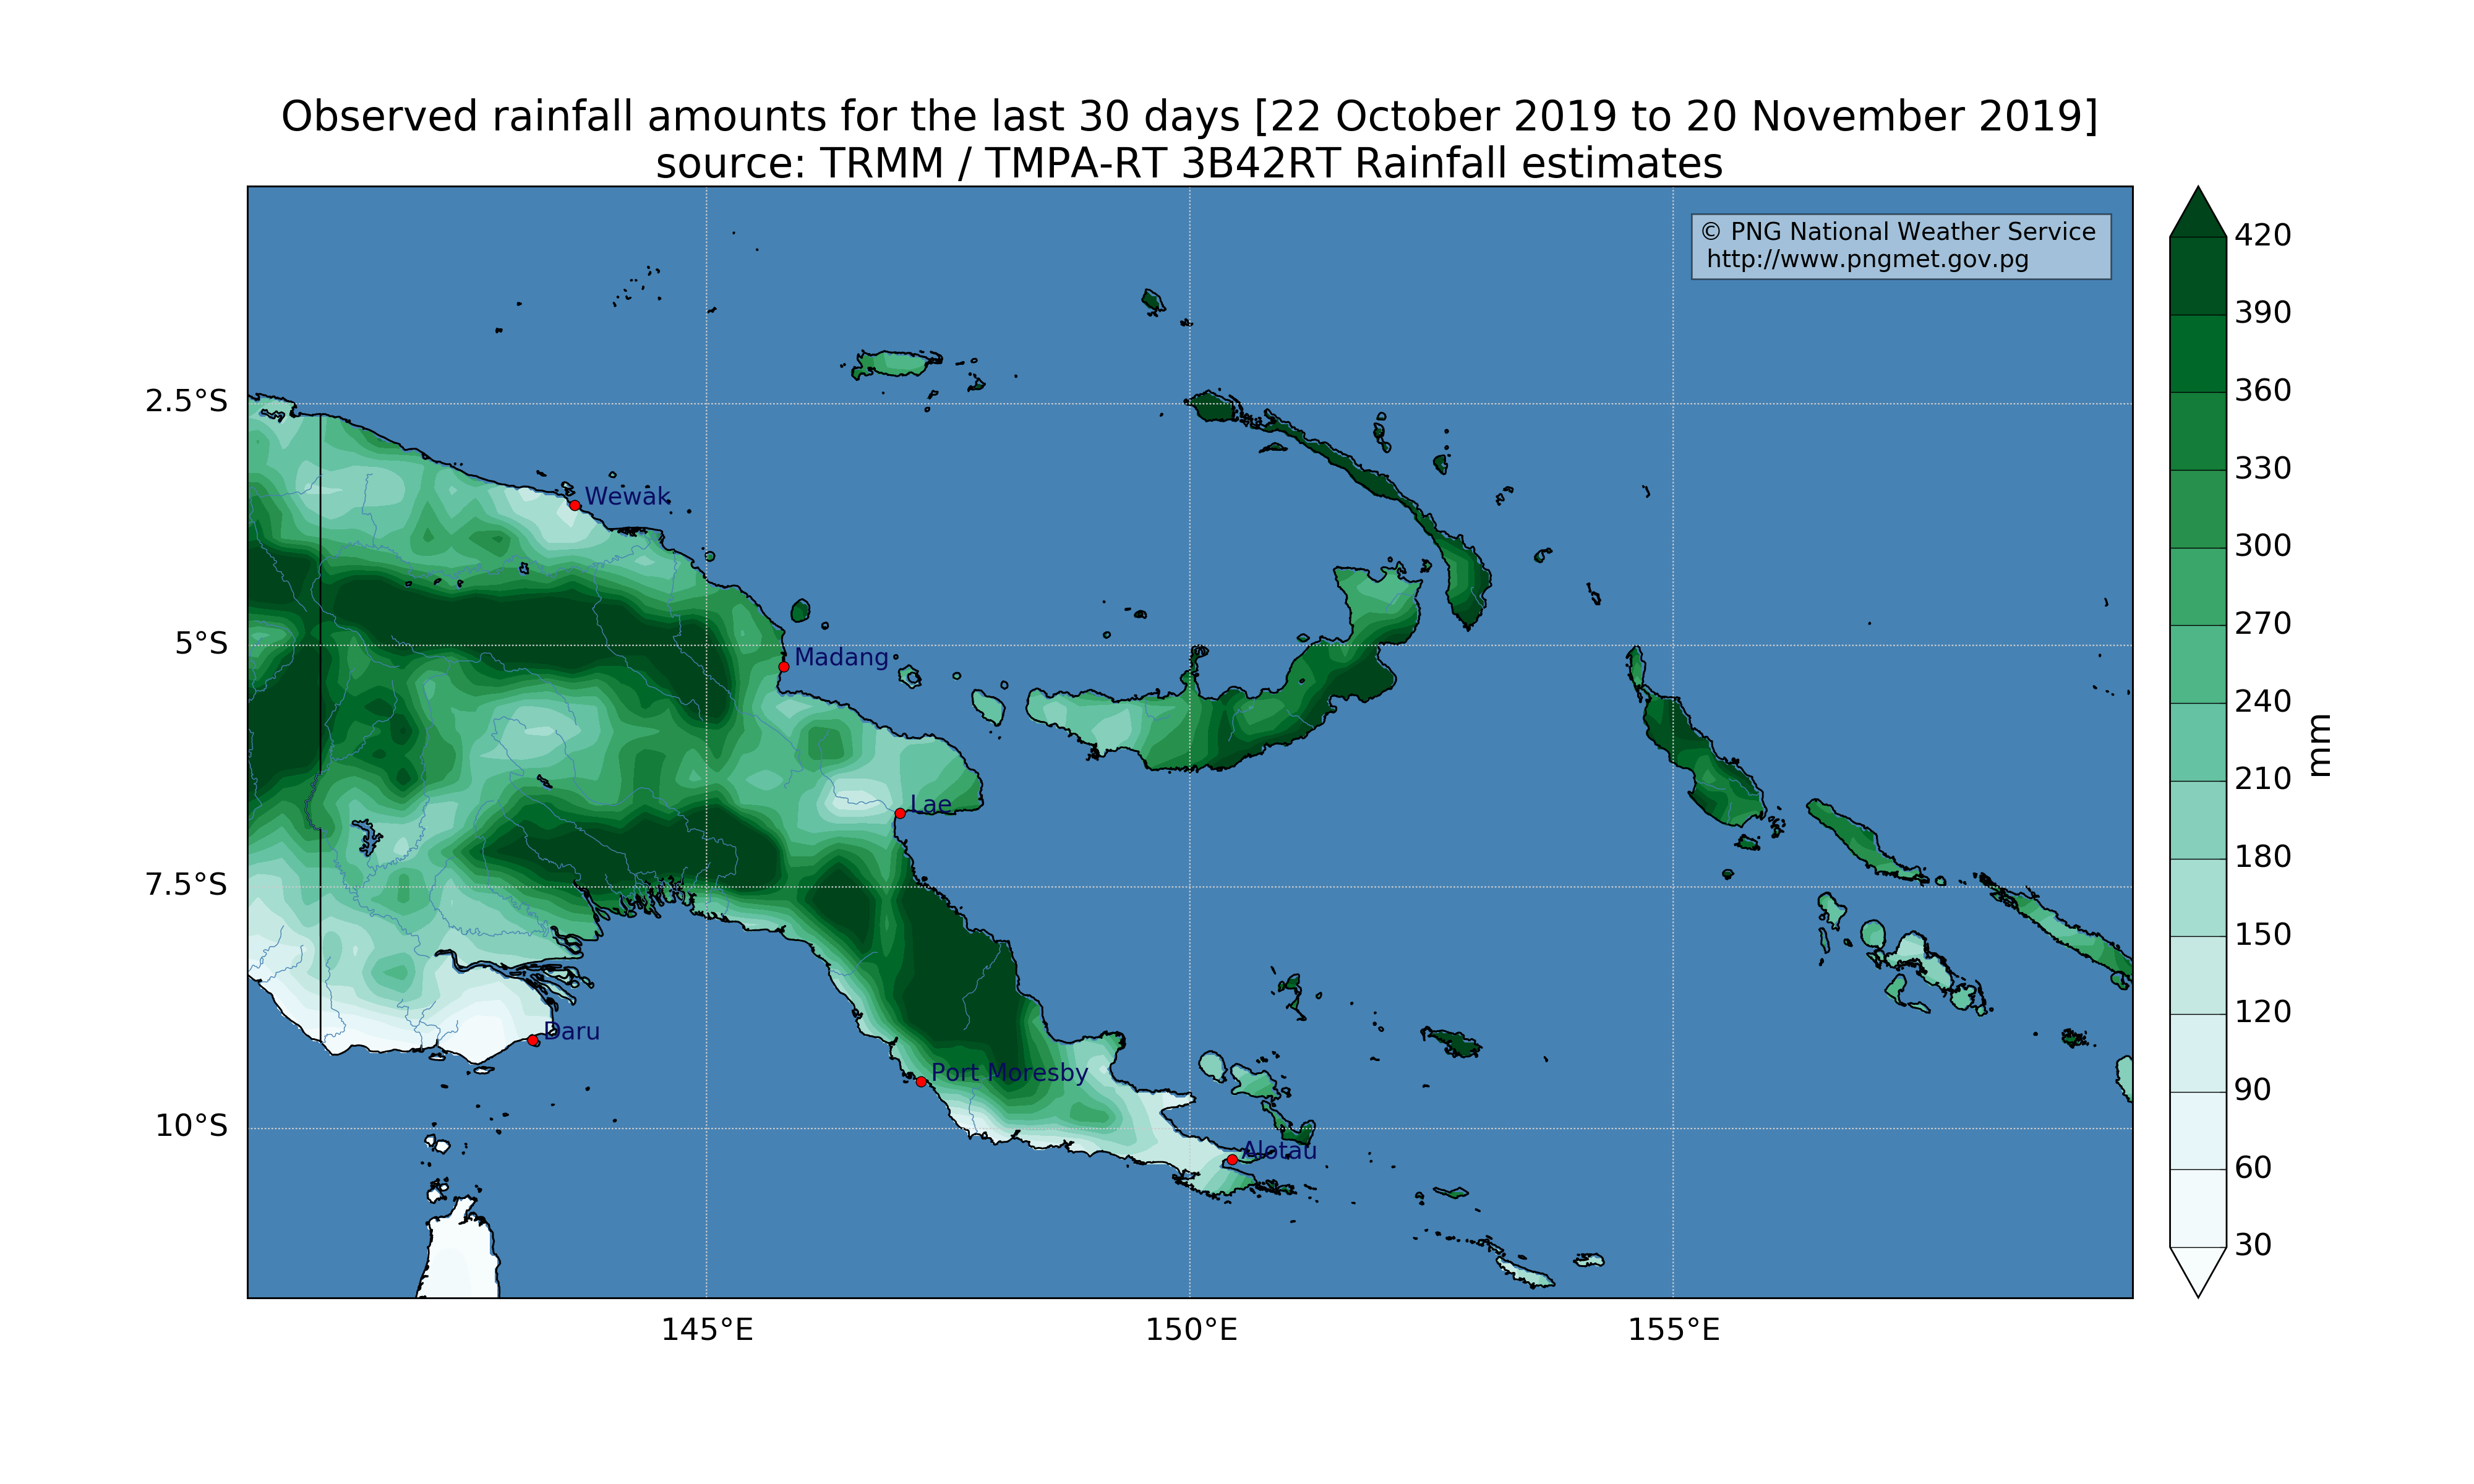 Observed rainfall amounts for the last 30 days [22 October 2019 to 20 November 2019]
source: TRMM / TMPA-RT 3B42RT Rainfall estimates
© PNG National Weather Service
http://www.pngmet.gov.pg
420
390
360
330
300
270
240
210
180
150
120
90
60
30
mm
2.5°S
5°S
7.5°S
10°S
Wewak
Madang
Lae
Daru
Port Moresby
Alotau
145°E
150°E
155°E